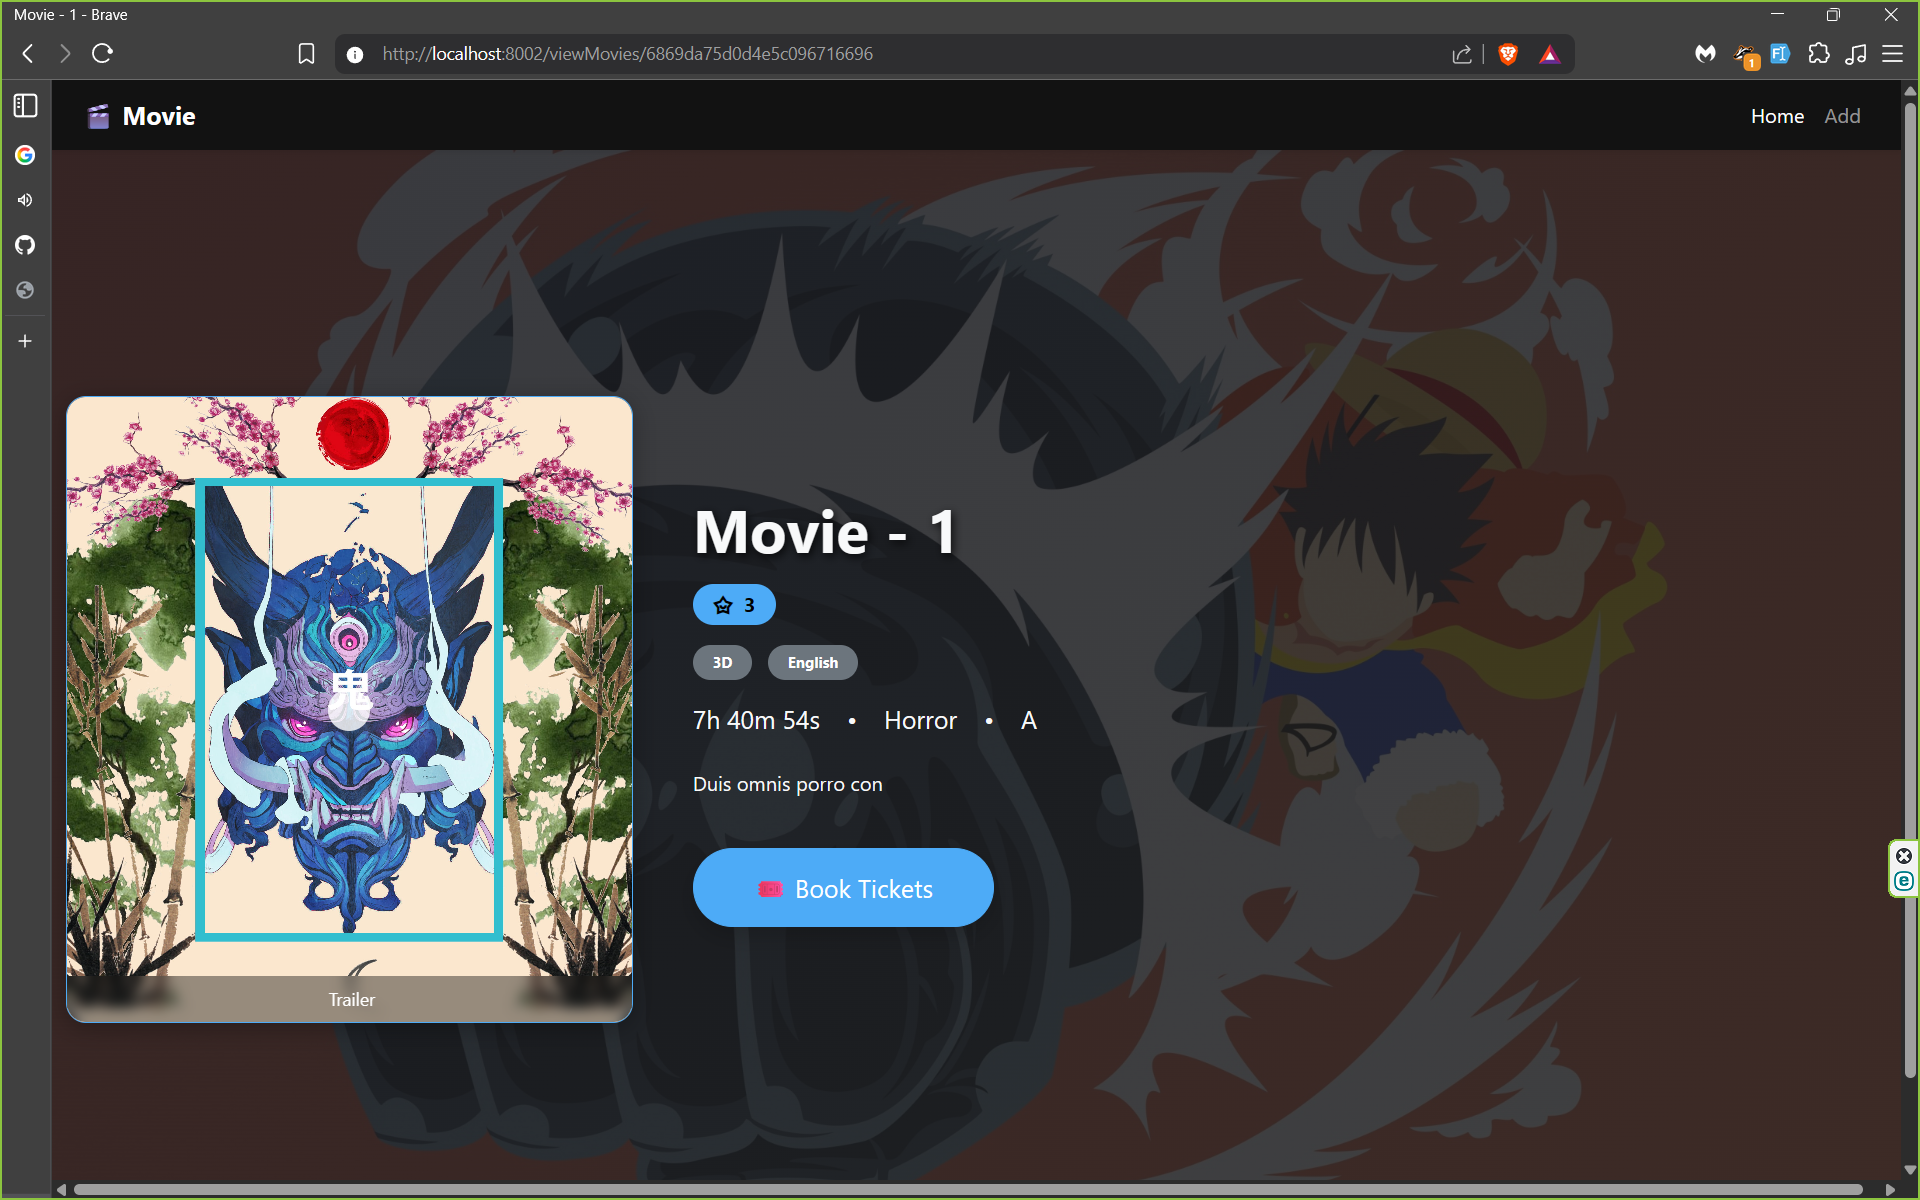 Movie - 1 - Brave
http://localhost:8002/viewMovies/6869da75d0d4e5c096716696
1
Movie
Home Add
Movie - 1
3
3D English
7h 40m 54s • Horror • A
Duis omnis porro con
Book Tickets
Trailer